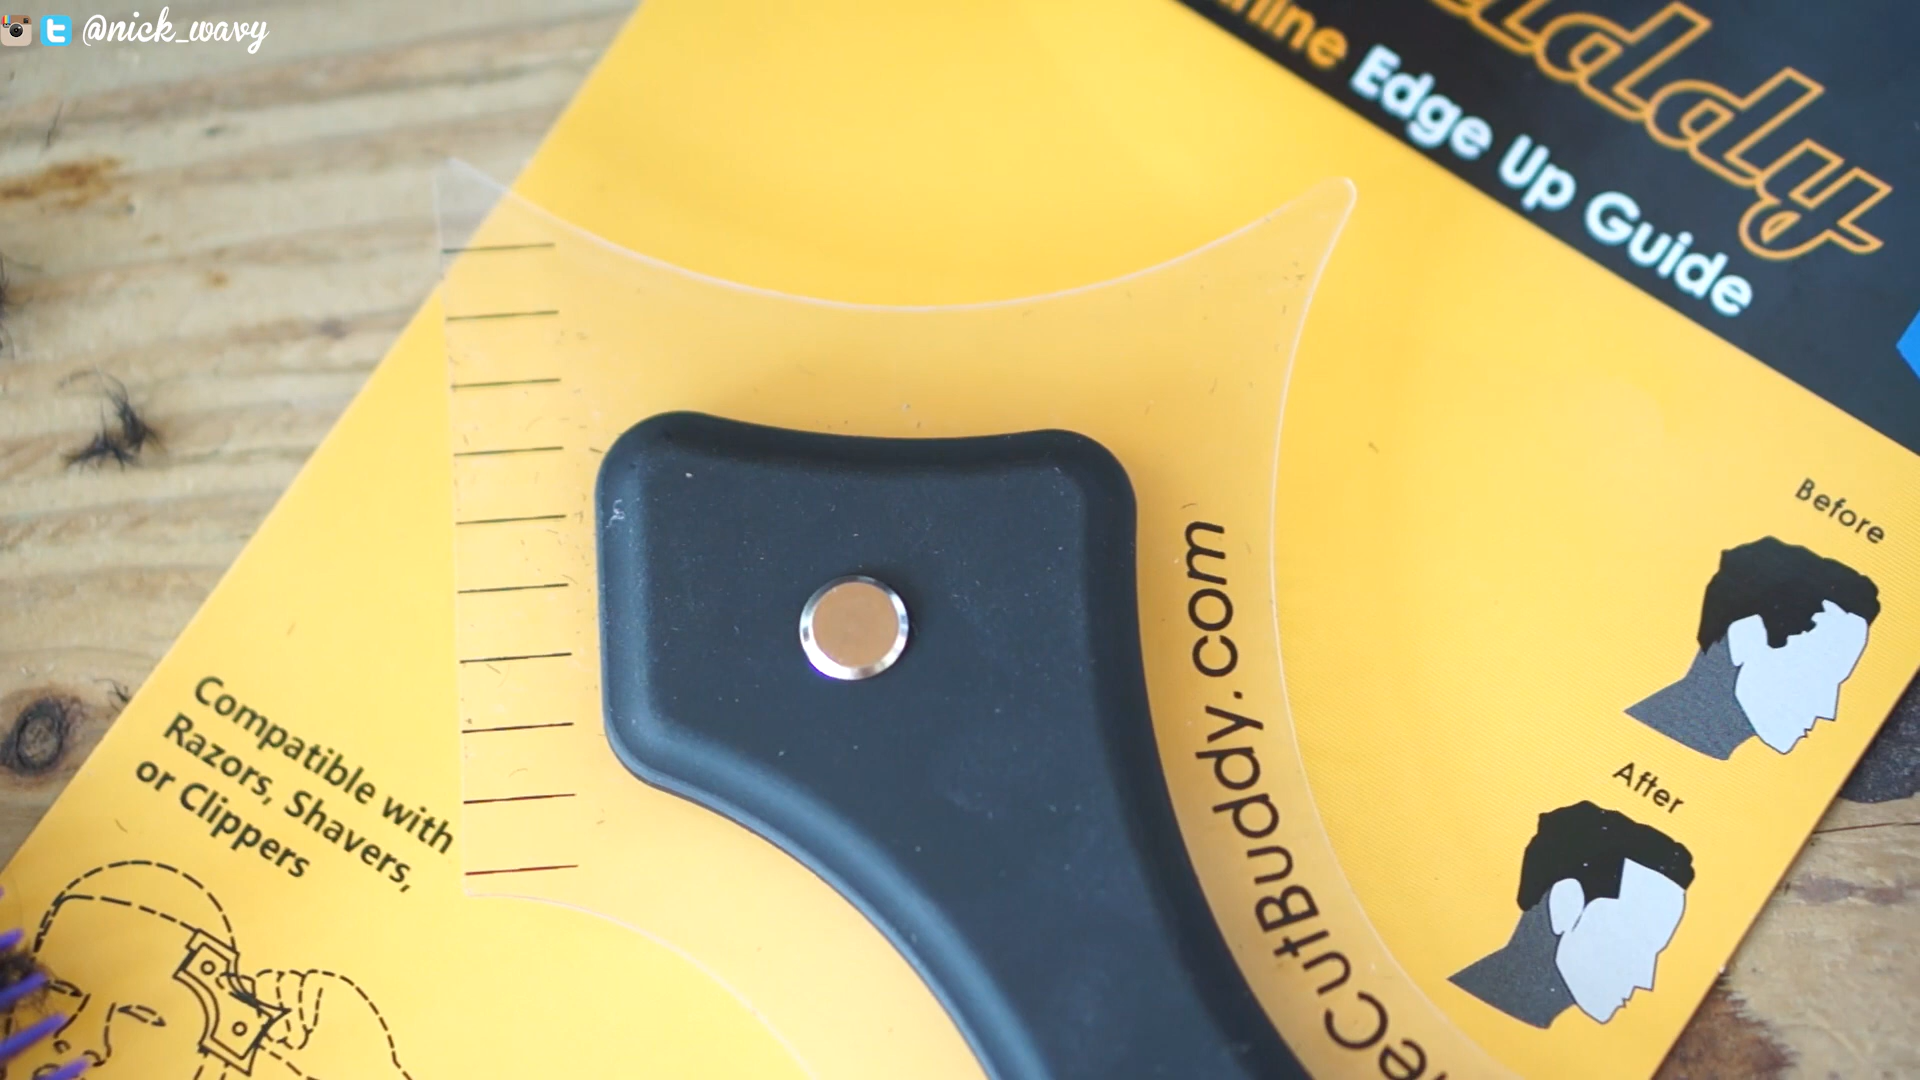 @nick_wavy
Edge Up Guide
Before
After
Compatible with
Razors, Shavers,
or Clippers
CutBuddy.com